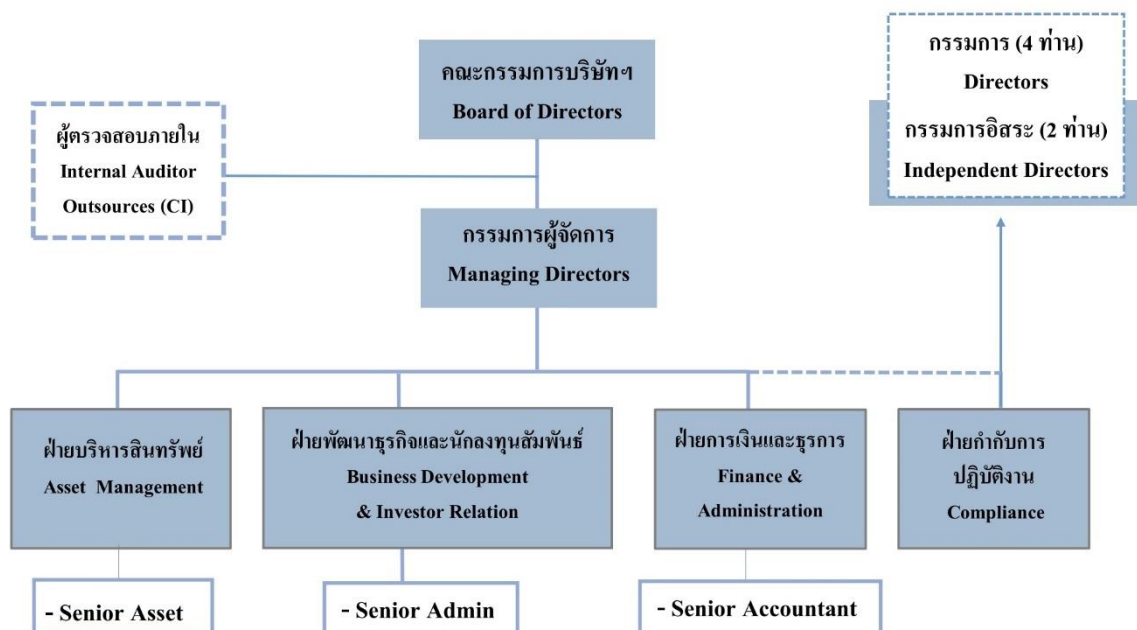 คณะกรรมการบริษัทฯ
Board of Directors
กรรมการ (4 ท่าน)
Directors
กรรมการอิสระ (2 ท่าน)
Independent Directors
ผู้ตรวจสอบภายใน
Internal Auditor
Outsources (CI)
กรรมการผู้จัดการ
Managing Directors
ฝ่ายบริหารสินทรัพย์
Asset Management
ฝ่ายพัฒนาธุรกิจและนักลงทุนสัมพันธ์
Business Development
& Investor Relation
ฝ่ายการเงินและธุรการ
Finance &
Administration
ฝ่ายกำกับการ
ปฏิบัติงาน
Compliance
- Senior Asset
- Senior Admin
- Senior Accountant